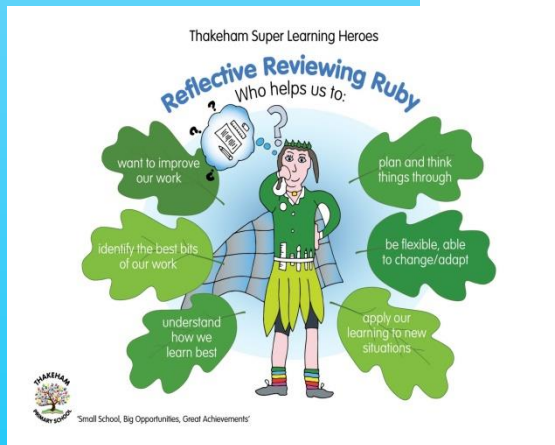 Thakeham Super Learning Heroes
Reflective Reviewing Ruby
Who helps us to:
want to improve
our work
plan and think
things through
identify the best bits
of our work
be flexible, able
to change/adapt
understand
how we
learn best
apply our
learning to new
situations
THAKEHAM
PRIMARY SCHOOL
'Small School, Big Opportunities, Great Achievements'